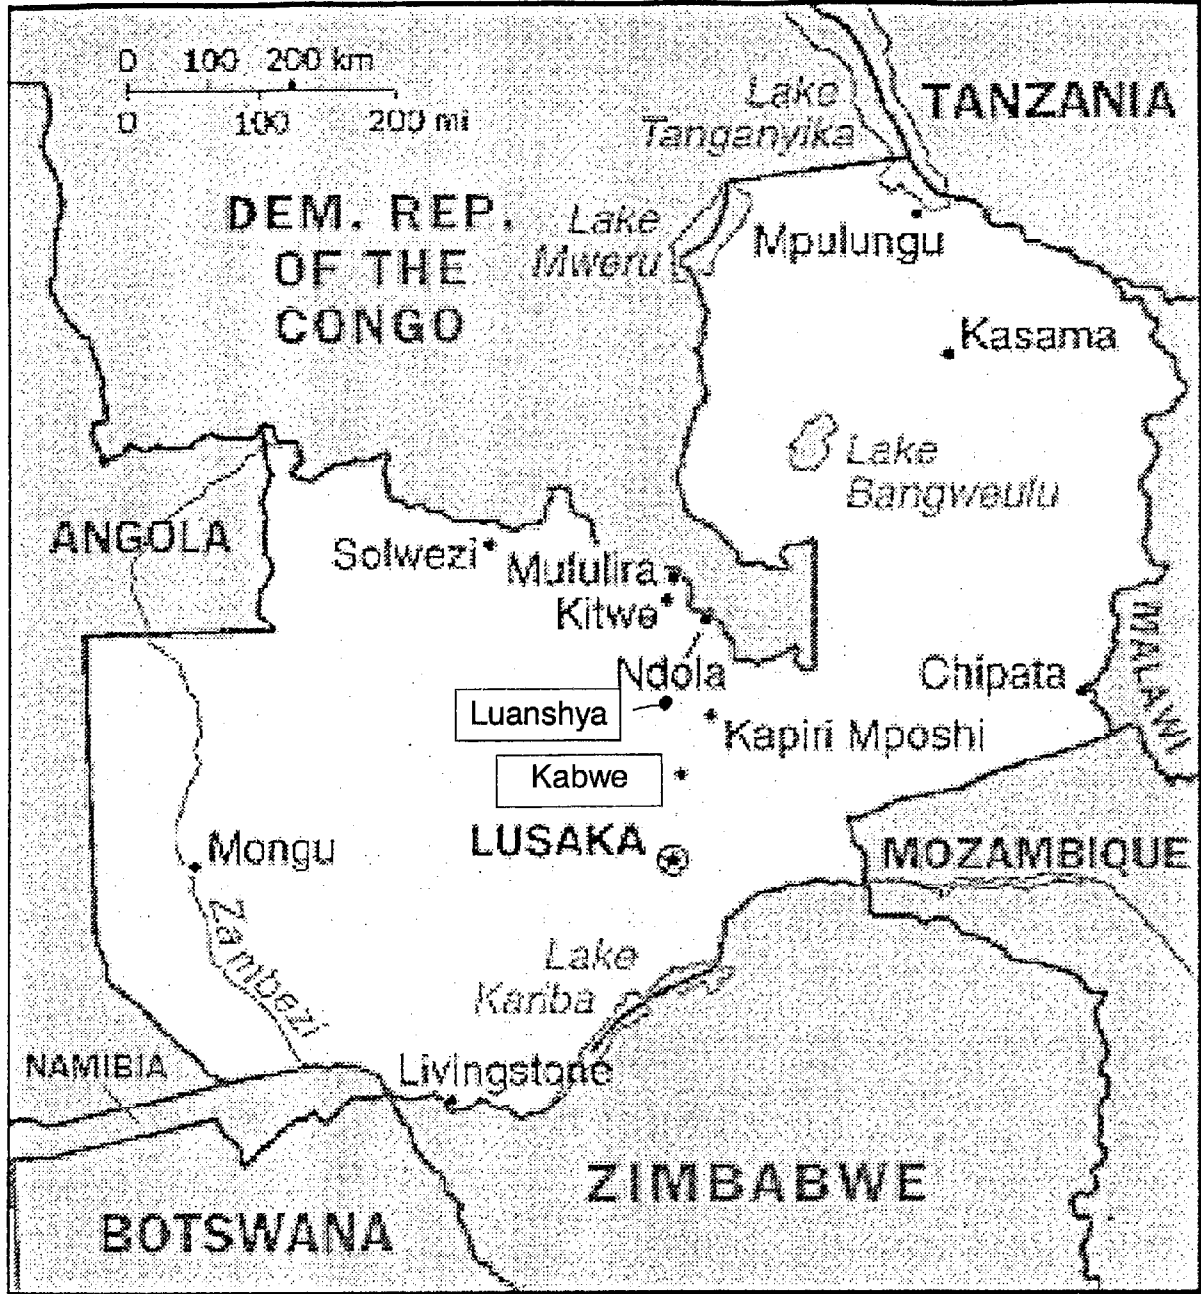 0 100 200 km
0 100 200 mi
Lake
Tanganyika
TANZANIA
DEM. REP.
OF THE
CONGO
Lake
Mweru
Mpulungu
Kasama
Lake
Bangweulu
ANGOLA
Solwezi
Mufulira
Kitwe
Ndola
Luanshya
Kapiri Mposhi
Chipata
MALAWI
Kabwe
LUSAKA
Mongu
MOZAMBIQUE
Zambezi
Lake
Kariba
NAMIBIA
Livingstone
ZIMBABWE
BOTSWANA